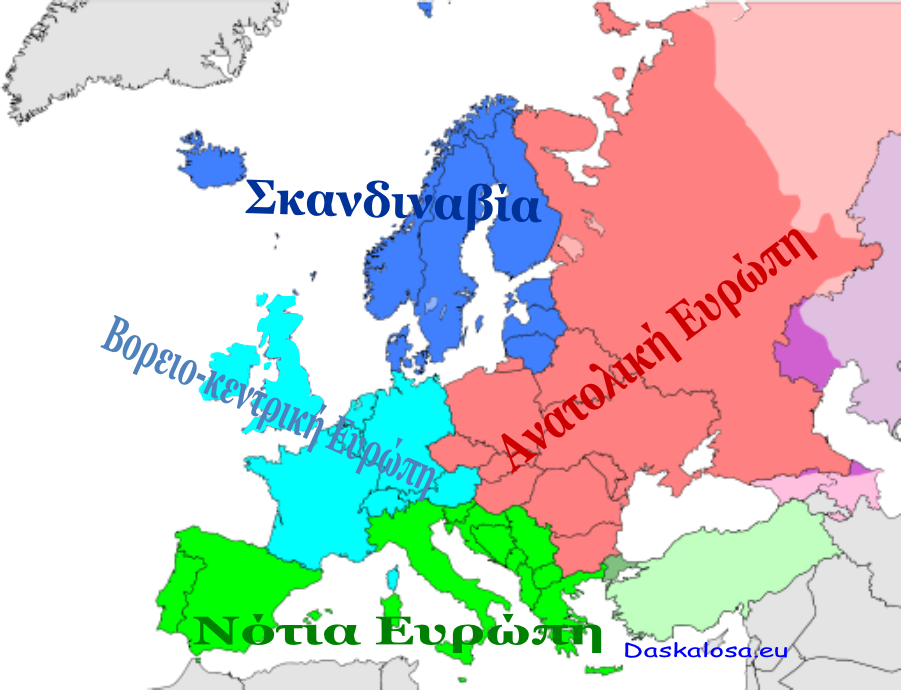 Σκανδιναβία
Βορειο-κεντρική Ευρώπη
Ανατολική Ευρώπη
Νότια Ευρώπη
Daskalosa.eu